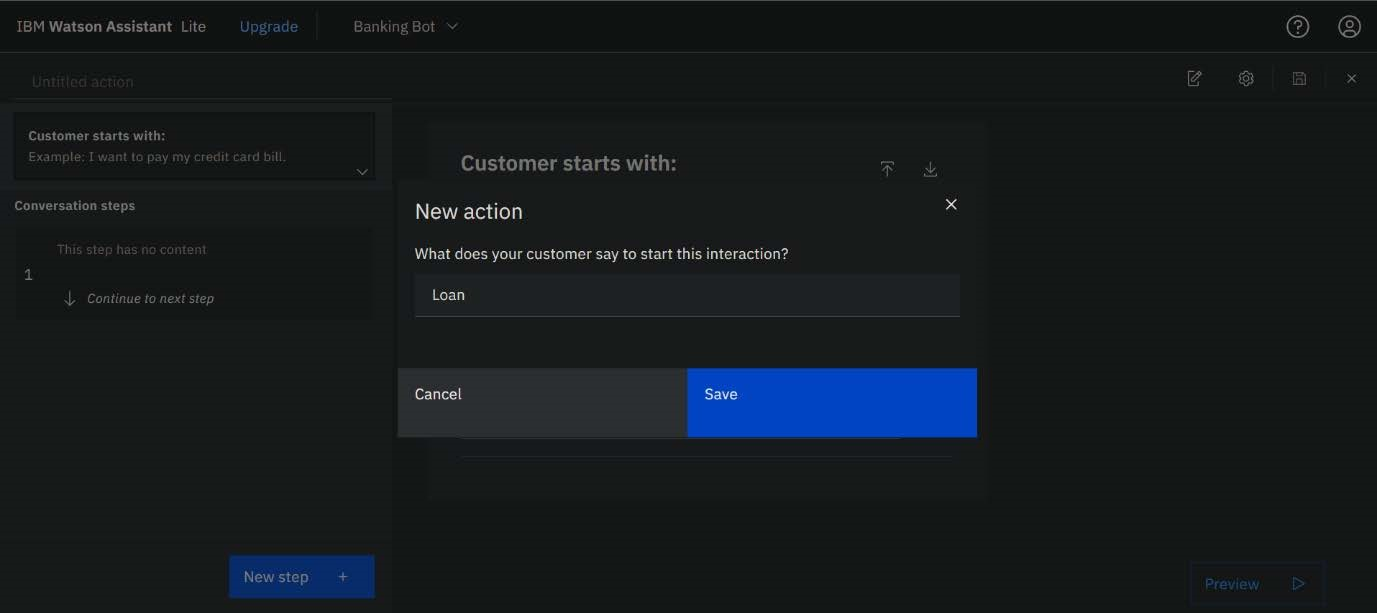 IBM Watson Assistant Lite Upgrade Banking Bot
Untitled action
Customer starts with:
Example: I want to pay my credit card bill.
Conversation steps
This step has no content
1
Continue to next step
New step +
Customer starts with:
New action
What does your customer say to start this interaction?
Loan
Cancel
Save
Preview